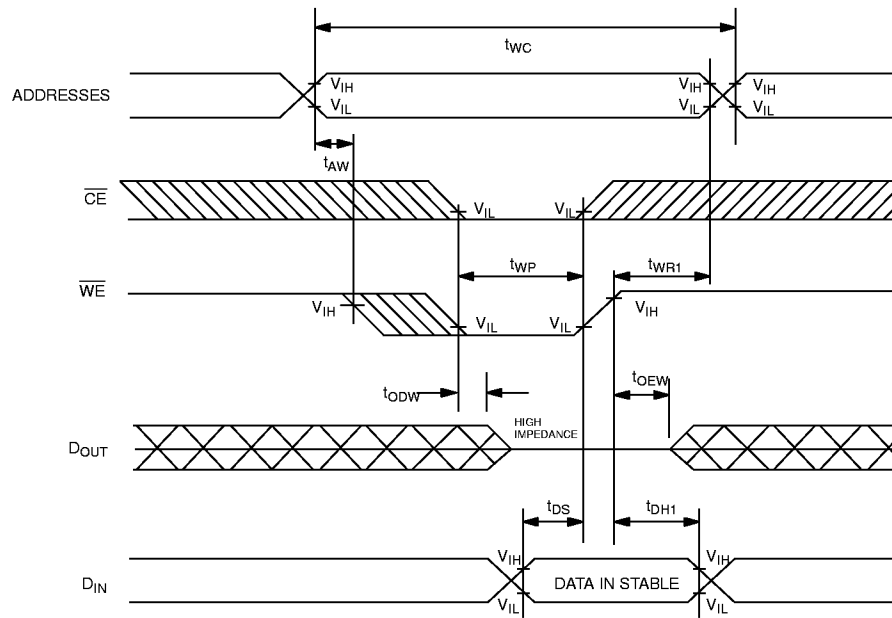 tWC
ADDRESSES VIH VIH VIH
VIL VIL VIL
tAW
CE VIL VIL
tWP tWR1
WE VIH VIH
VIL VIL
tODW tOEW
DOUT HIGH
IMPEDANCE
tDS tDH1
VIH VIH
DIN DATA IN STABLE
VIL VIL